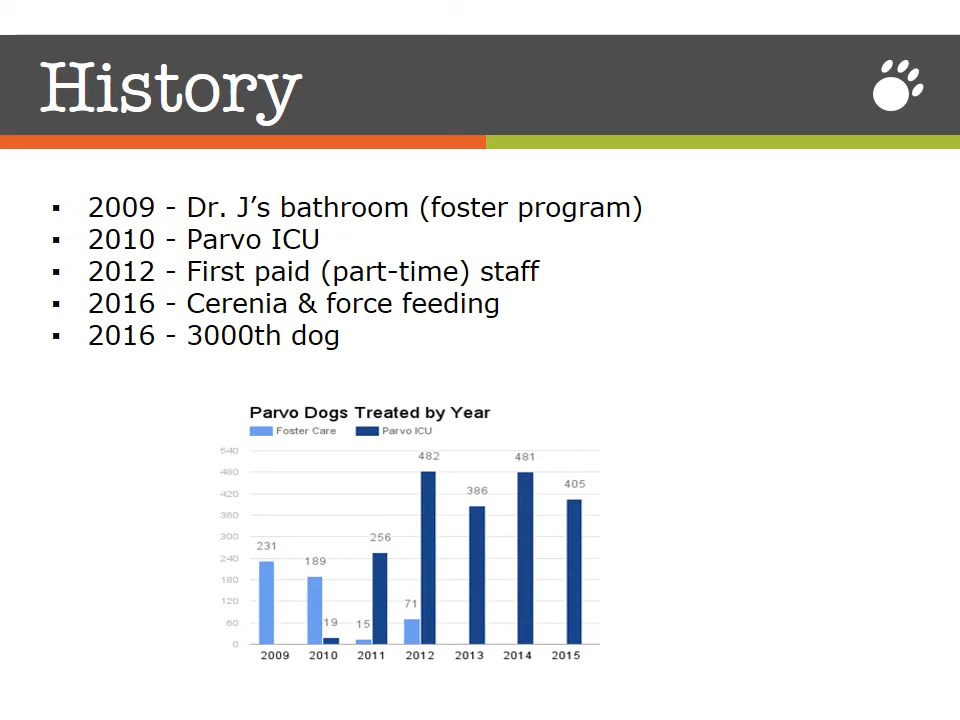 History
▪ 2009 - Dr. J’s bathroom (foster program)
▪ 2010 - Parvo ICU
▪ 2012 - First paid (part-time) staff
▪ 2016 - Cerenia & force feeding
▪ 2016 - 3000th dog
Parvo Dogs Treated by Year
Foster Care Parvo ICU
540
480
420
360
300
240
180
120
60
0
231
189
19
15
256
71
482
386
481
405
2009 2010 2011 2012 2013 2014 2015